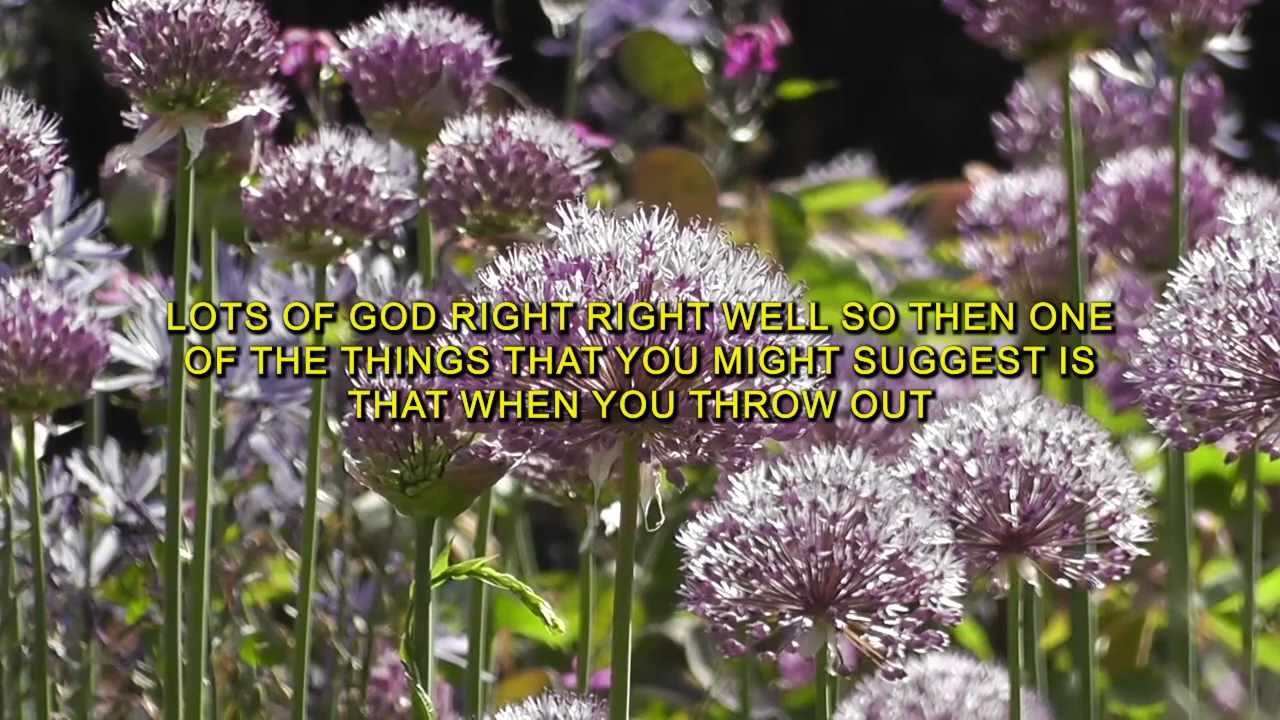 LOTS OF GOD RIGHT RIGHT WELL SO THEN ONE
OF THE THINGS THAT YOU MIGHT SUGGEST IS
THAT WHEN YOU THROW OUT